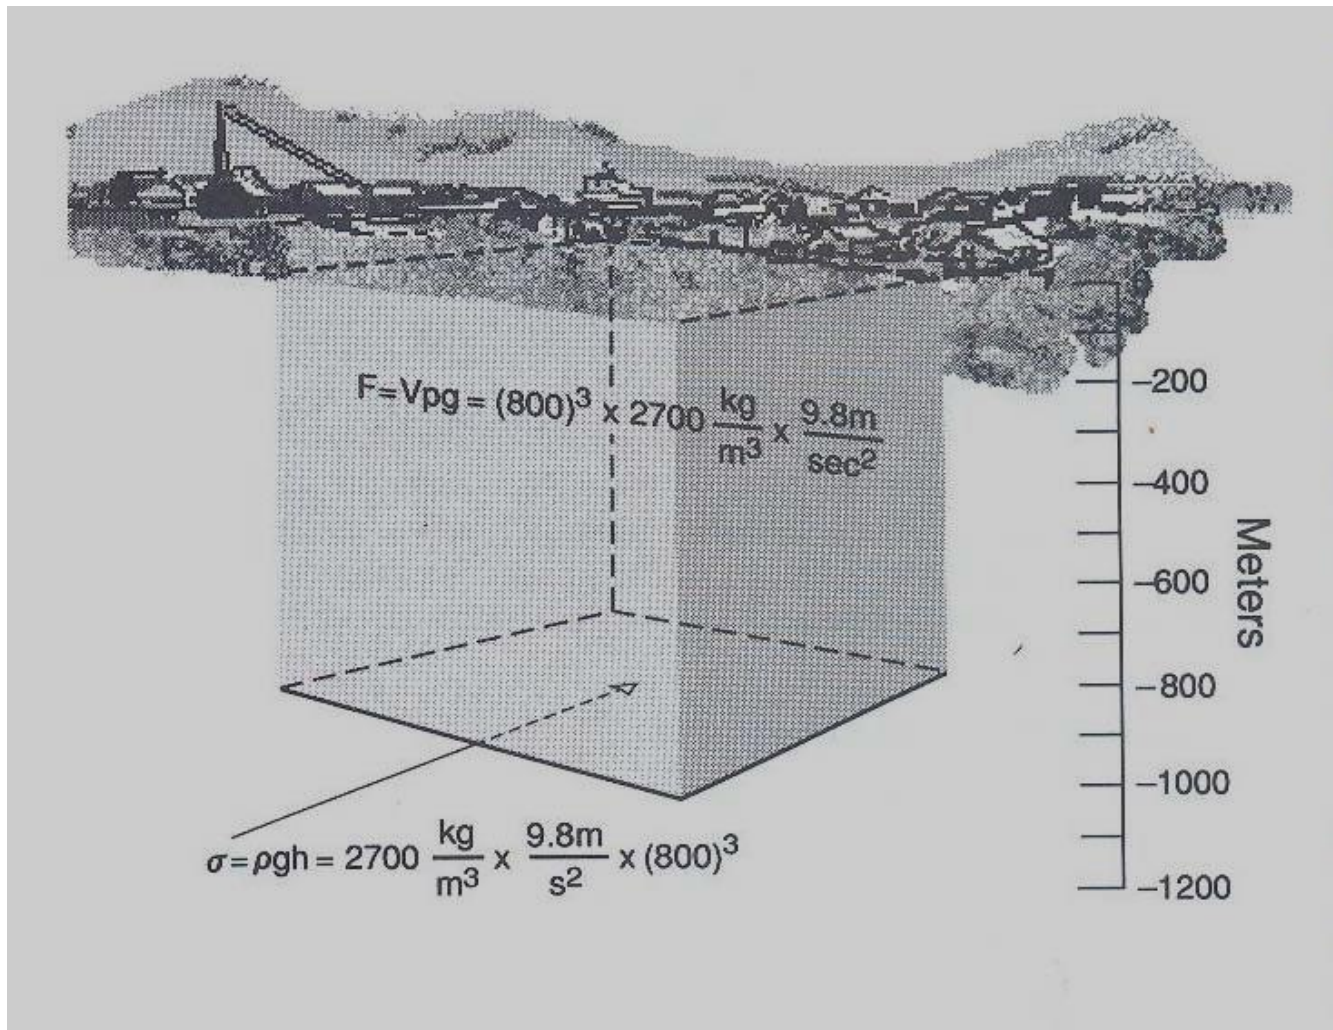 F=Vpg = (800)³ x 2700 kg/m³ x 9.8m/sec²
–200
–400
–600
–800
–1000
–1200
Meters
σ=ρgh = 2700 kg/m³ x 9.8m/s² x (800)³